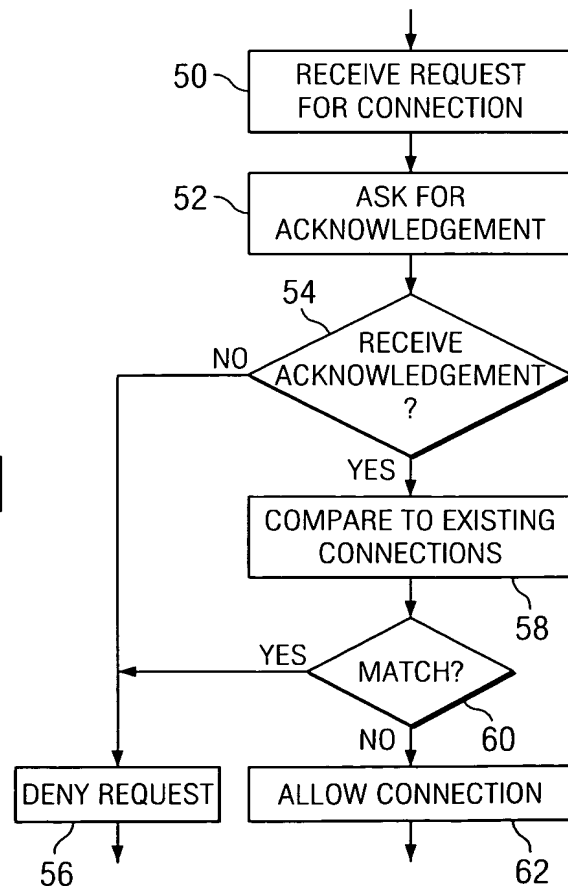 50
RECEIVE REQUEST
FOR CONNECTION
52
ASK FOR
ACKNOWLEDGEMENT
54
RECEIVE
ACKNOWLEDGEMENT
?
NO
YES
COMPARE TO EXISTING
CONNECTIONS
58
YES
MATCH?
60
NO
DENY REQUEST
ALLOW CONNECTION
56
62